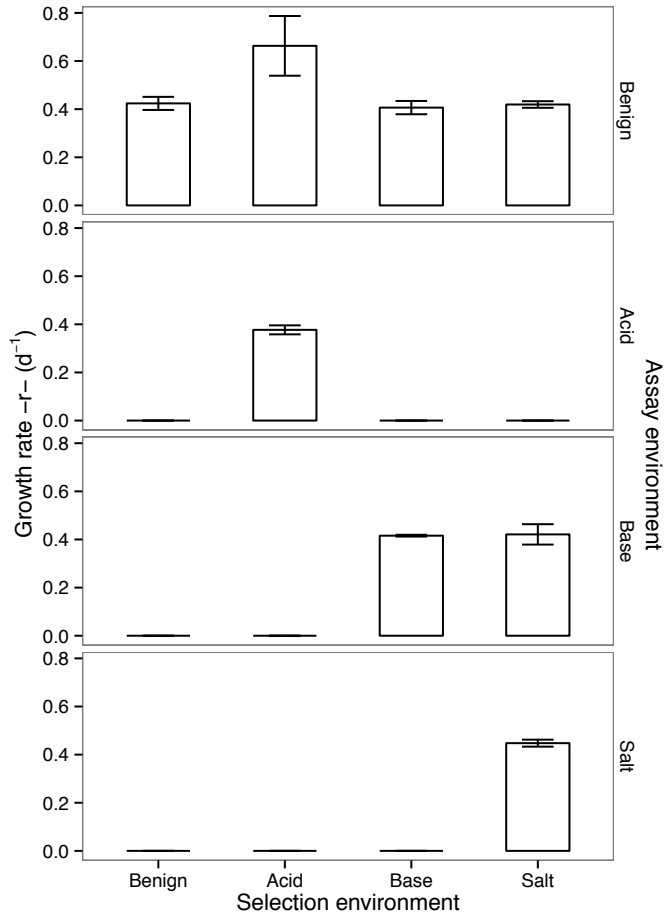 0.8
0.6
0.4
0.2
0.0
Benign
0.8
0.6
0.4
0.2
0.0
Acid
0.8
0.6
0.4
0.2
0.0
Base
0.8
0.6
0.4
0.2
0.0
Salt
Growth rate −r− (d⁻¹)
Assay environment
Benign Acid Base Salt
Selection environment